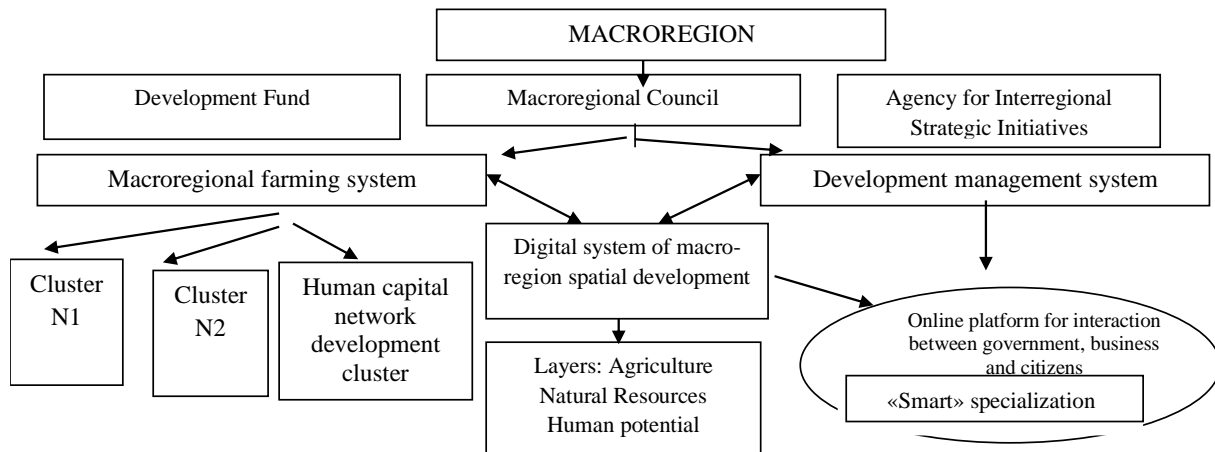 MACROREGION
Development Fund
Macroregional Council
Agency for Interregional
Strategic Initiatives
Macroregional farming system
Development management system
Cluster
N1
Cluster
N2
Human capital
network
development
cluster
Digital system of macro-
region spatial development
Online platform for interaction
between government, business
and citizens
«Smart» specialization
Layers: Agriculture
Natural Resources
Human potential